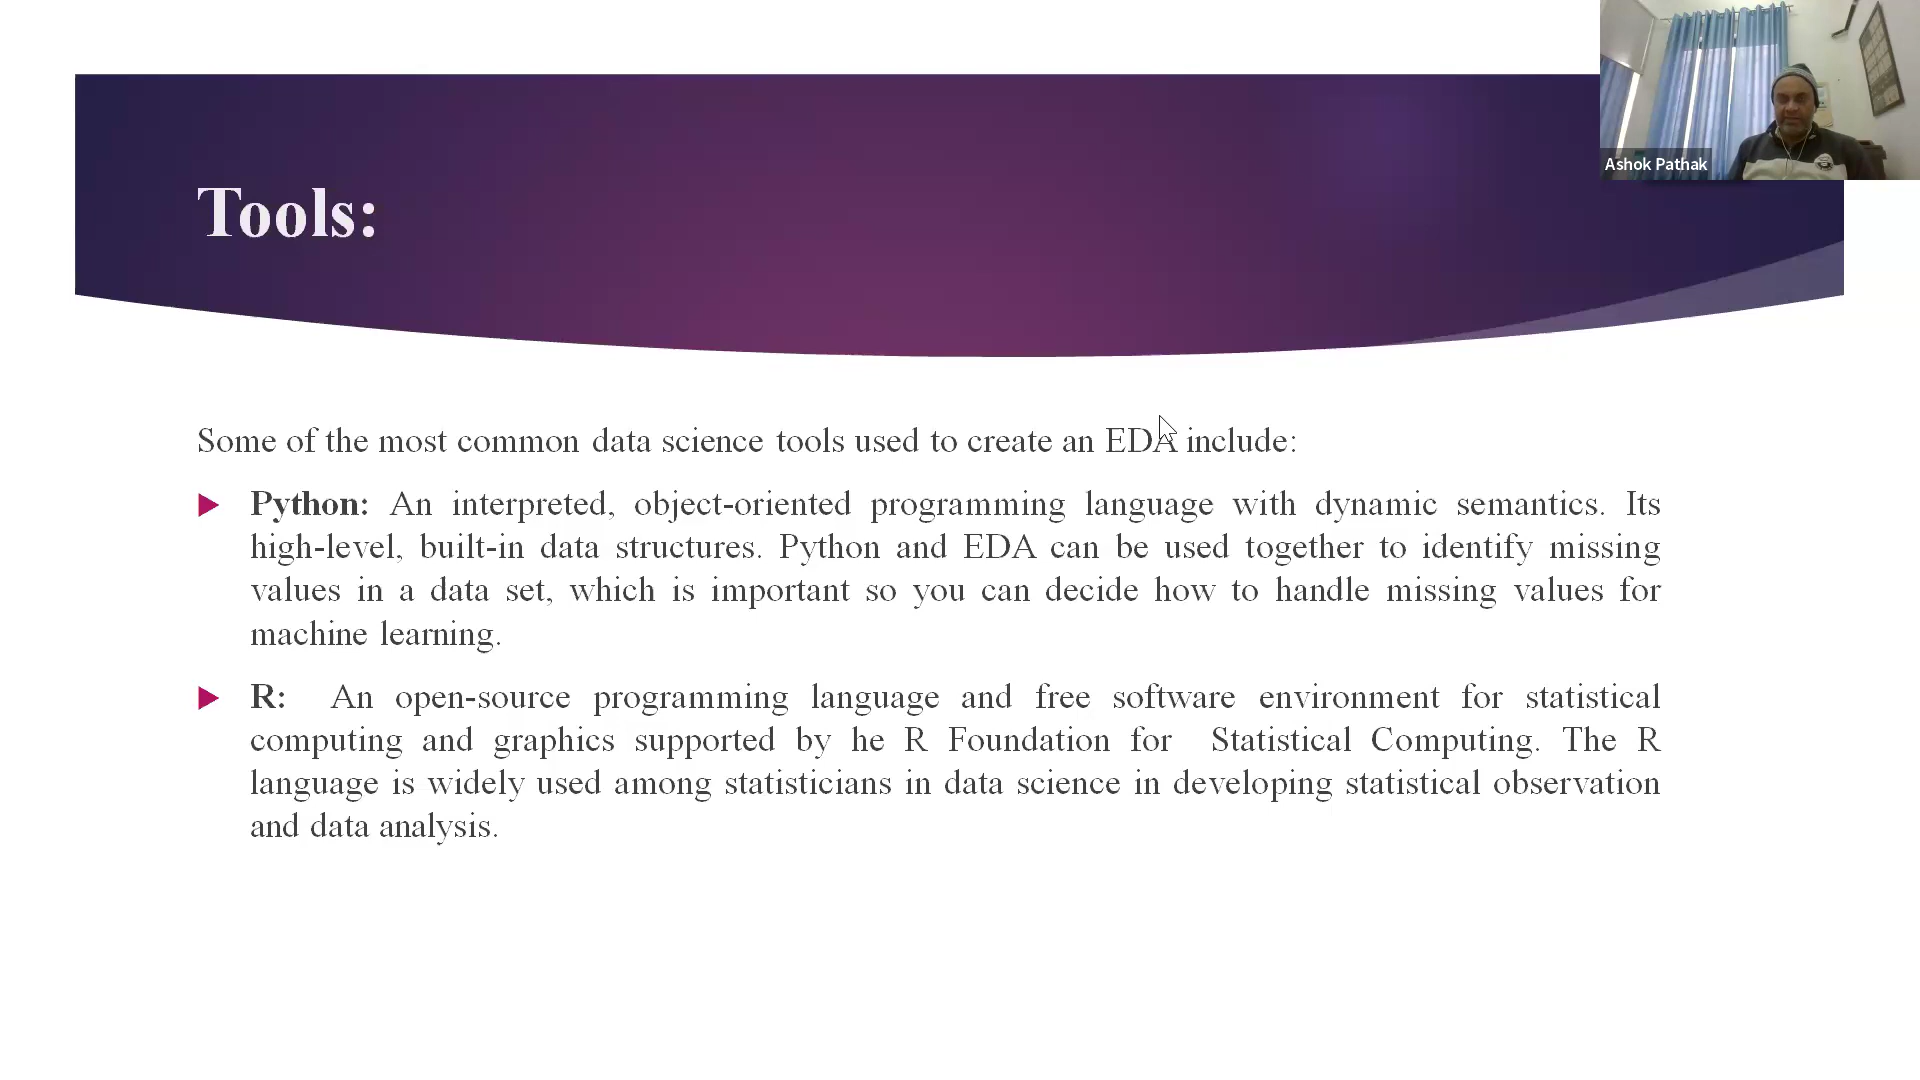 Ashok Pathak
Tools:
Some of the most common data science tools used to create an EDA include:
Python: An interpreted, object-oriented programming language with dynamic semantics. Its
high-level, built-in data structures. Python and EDA can be used together to identify missing
values in a data set, which is important so you can decide how to handle missing values for
machine learning.
R: An open-source programming language and free software environment for statistical
computing and graphics supported by he R Foundation for Statistical Computing. The R
language is widely used among statisticians in data science in developing statistical observation
and data analysis.